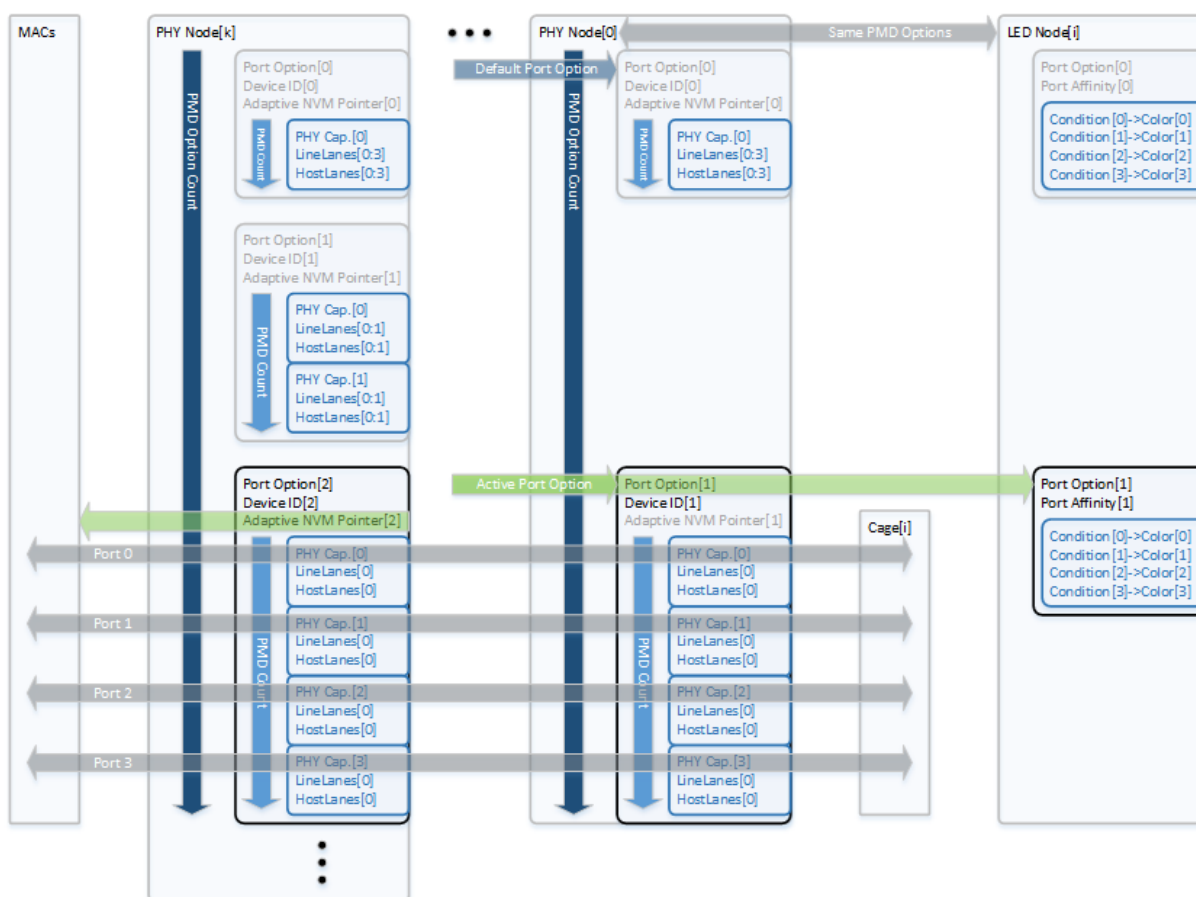 MACs
PHY Node[k]
PMD Option Count
Port Option[0]
Device ID[0]
Adaptive NVM Pointer[0]
PMD Count
PHY Cap.[0]
LineLanes[0:3]
HostLanes[0:3]
Port Option[1]
Device ID[1]
Adaptive NVM Pointer[1]
PMD Count
PHY Cap.[0]
LineLanes[0:1]
HostLanes[0:1]
PHY Cap.[1]
LineLanes[0:1]
HostLanes[0:1]
Port Option[2]
Device ID[2]
Adaptive NVM Pointer[2]
PMD Count
PHY Cap.[0]
LineLanes[0]
HostLanes[0]
PHY Cap.[1]
LineLanes[0]
HostLanes[0]
PHY Cap.[2]
LineLanes[0]
HostLanes[0]
PHY Cap.[3]
LineLanes[0]
HostLanes[0]
Port 0
Port 1
Port 2
Port 3
PHY Node[0]
Same PMD Options
Default Port Option
PMD Option Count
Port Option[0]
Device ID[0]
Adaptive NVM Pointer[0]
PMD Count
PHY Cap.[0]
LineLanes[0:3]
HostLanes[0:3]
Active Port Option
Port Option[1]
Device ID[1]
Adaptive NVM Pointer[1]
PMD Count
PHY Cap.[0]
LineLanes[0]
HostLanes[0]
PHY Cap.[1]
LineLanes[0]
HostLanes[0]
PHY Cap.[2]
LineLanes[0]
HostLanes[0]
PHY Cap.[3]
LineLanes[0]
HostLanes[0]
Cage[i]
LED Node[i]
Port Option[0]
Port Affinity[0]
Condition[0]->Color[0]
Condition[1]->Color[1]
Condition[2]->Color[2]
Condition[3]->Color[3]
Port Option[1]
Port Affinity[1]
Condition[0]->Color[0]
Condition[1]->Color[1]
Condition[2]->Color[2]
Condition[3]->Color[3]